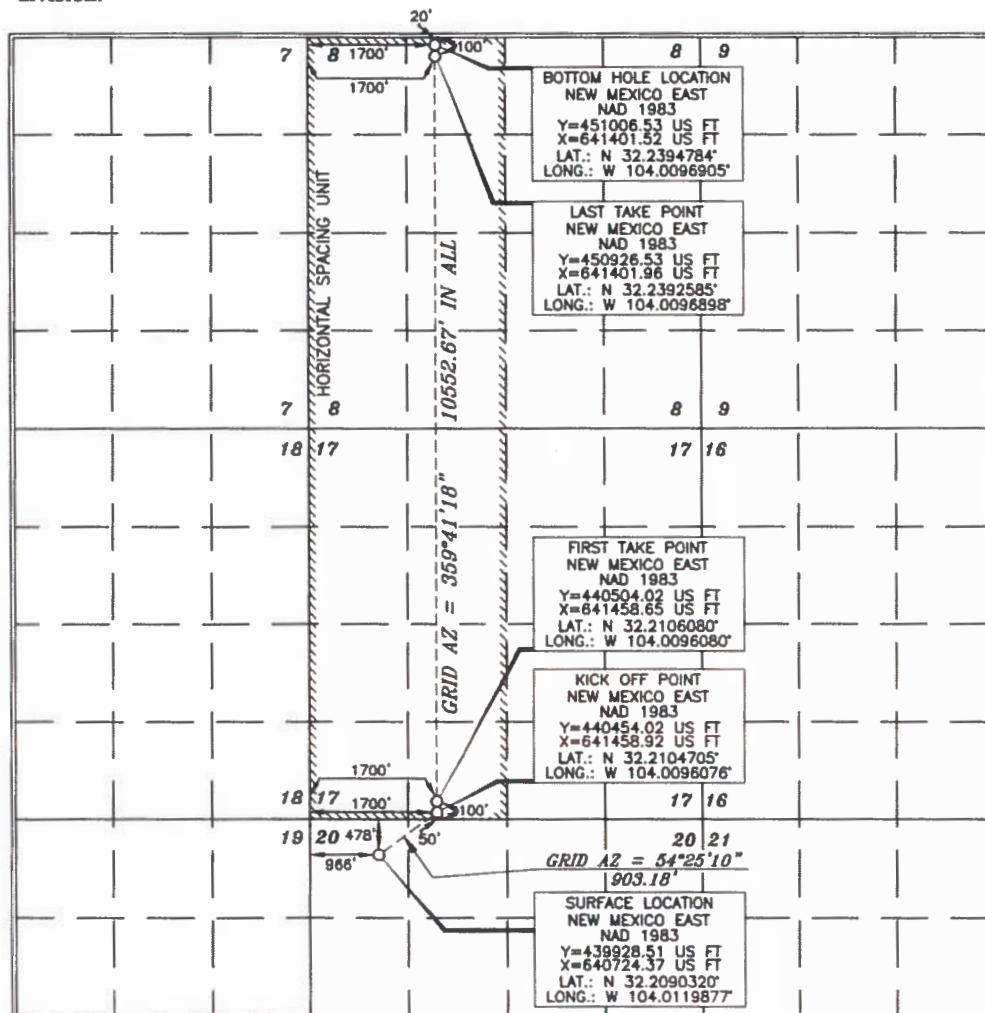 20'
7 8 1700' 100' 8 9
1700'
BOTTOM HOLE LOCATION
NEW MEXICO EAST
NAD 1983
Y=451006.53 US FT
X=641401.52 US FT
LAT.: N 32.2394784°
LONG.: W 104.0096905°
LAST TAKE POINT
NEW MEXICO EAST
NAD 1983
Y=450926.53 US FT
X=641401.96 US FT
LAT.: N 32.2392585°
LONG.: W 104.0096898°
HORIZONTAL SPACING UNIT
GRID AZ = 359°41'18" 10552.67' IN ALL
7 8 8 9
18 17 17 16
FIRST TAKE POINT
NEW MEXICO EAST
NAD 1983
Y=440504.02 US FT
X=641458.65 US FT
LAT.: N 32.2106080°
LONG.: W 104.0096080°
KICK OFF POINT
NEW MEXICO EAST
NAD 1983
Y=440454.02 US FT
X=641458.92 US FT
LAT.: N 32.2104705°
LONG.: W 104.0096076°
1700'
18 17 1700' 100' 17 16
19 20 478' 50' 20 21
966'
GRID AZ = 54°25'10"
903.18'
SURFACE LOCATION
NEW MEXICO EAST
NAD 1983
Y=439928.51 US FT
X=640724.37 US FT
LAT.: N 32.2090320°
LONG.: W 104.0119877°